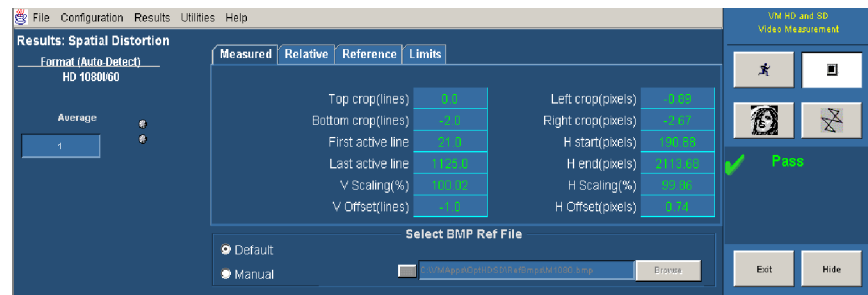 File Configuration Results Utilities Help
VM HD and SD
Video Measurement
Results: Spatial Distortion
Format (Auto-Detect)
HD 1080I/60
Average
1
Measured Relative Reference Limits
Top crop(lines) 0.0 Left crop(pixels) -0.89
Bottom crop(lines) -2.0 Right crop(pixels) -2.67
First active line 21.0 H start(pixels) 190.88
Last active line 1125.0 H end(pixels) 2113.68
V Scaling(%) 100.02 H Scaling(%) 99.86
V Offset(lines) -1.0 H Offset(pixels) 0.74
Pass
Select BMP Ref File
Default
Manual
Browse
Exit Hide